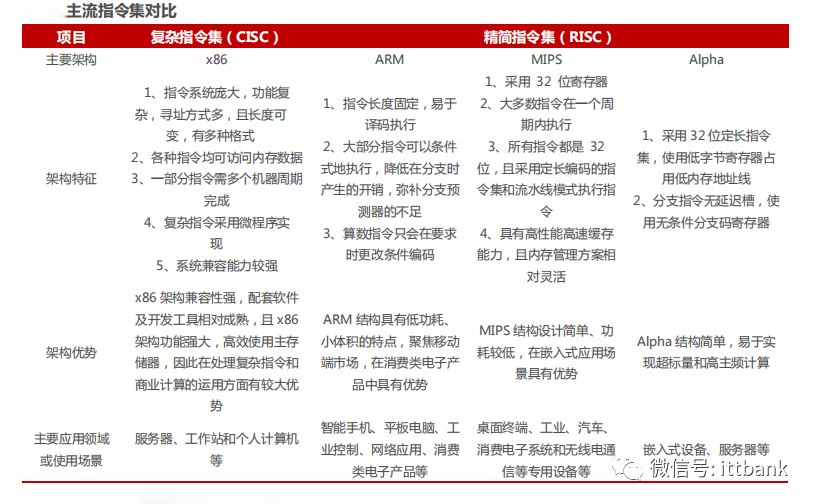 主流指令集对比
项目
复杂指令集（CISC）
精简指令集（RISC）
主要架构
x86
ARM
MIPS
Alpha
架构特征
1、指令系统庞大，功能复
杂，寻址方式多，且长度可
变，有多种格式
2、各种指令均可访问内存数据
3、一部分指令需多个机器周期
完成
4、复杂指令采用微程序实
现
5、系统兼容能力较强
1、指令长度固定，易于
译码执行
2、大部分指令可以条件
式地执行，降低在分支时
产生的开销，弥补分支预
测器的不足
3、算数指令只会在要求
时更改条件编码
1、采用 32 位寄存器
2、大多数指令在一个周
期内执行
3、所有指令都是 32
位，且采用定长编码的指
令集和流水线模式执行指
令
4、具有高性能高速缓存
能力，且内存管理方案相
对灵活
1、采用 32 位定长指令
集，使用低字节寄存器占
用低内存地址线
2、分支指令无延迟槽，使
用无条件分支码寄存器
架构优势
x86 架构兼容性强，配套软件
及开发工具相对成熟，且 x86
架构功能强大，高效使用主存
储器，因此在处理复杂指令和
商业计算的运用方面有较大优
势
ARM 结构具有低功耗、
小体积的特点，聚焦移动
端市场，在消费类电子产
品中具有优势
MIPS 结构设计简单、功
耗较低，在嵌入式应用场
景具有优势
Alpha 结构简单，易于实
现超标量和高主频计算
主要应用领域
或使用场景
服务器、工作站和个人计算机
等
智能手机、平板电脑、工
业控制、网络应用、消费
类电子产品等
桌面终端、工业、汽车、
消费电子系统和无线电通
信等专用设备等
嵌入式设备、服务器等
微信号: ittbank